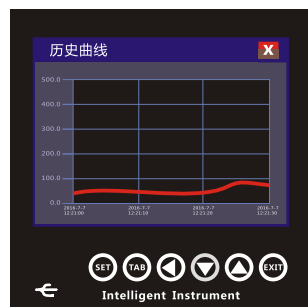 历史曲线 X
500.0
400.0
300.0
200.0
100.0
0.0
2016-7-7 2016-7-7 2016-7-7 2016-7-7
12:21:00 12:21:10 12:21:20 12:21:30
SET TAB EXIT
Intelligent Instrument